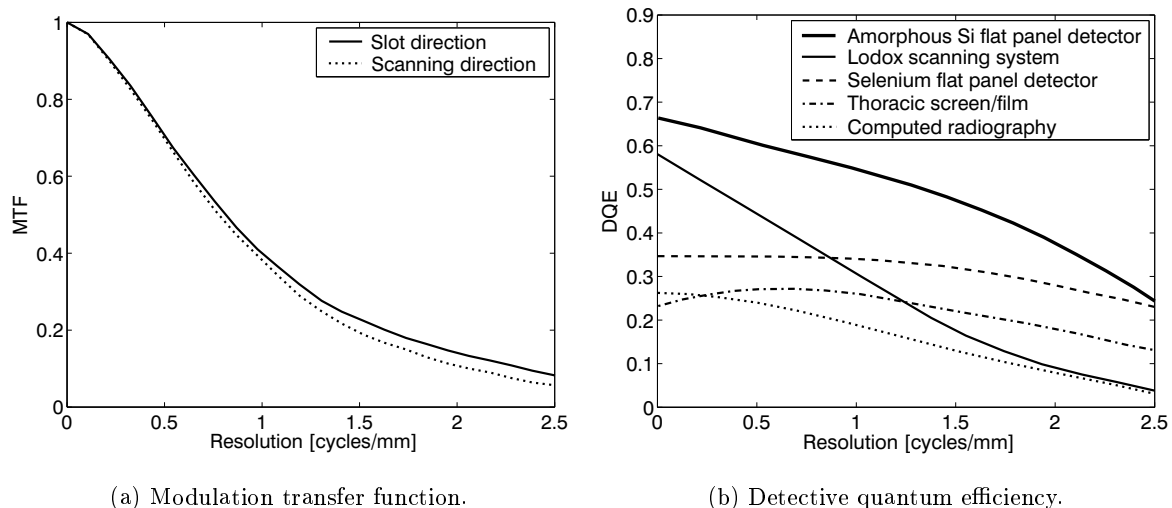 1
0.8
0.6
0.4
0.2
0
MTF
Slot direction
Scanning direction
0 0.5 1 1.5 2 2.5
Resolution [cycles/mm]
(a) Modulation transfer function.
0.9
0.8
0.7
0.6
0.5
0.4
0.3
0.2
0.1
0
DQE
Amorphous Si flat panel detector
Lodox scanning system
Selenium flat panel detector
Thoracic screen/film
Computed radiography
0 0.5 1 1.5 2 2.5
Resolution [cycles/mm]
(b) Detective quantum efficiency.